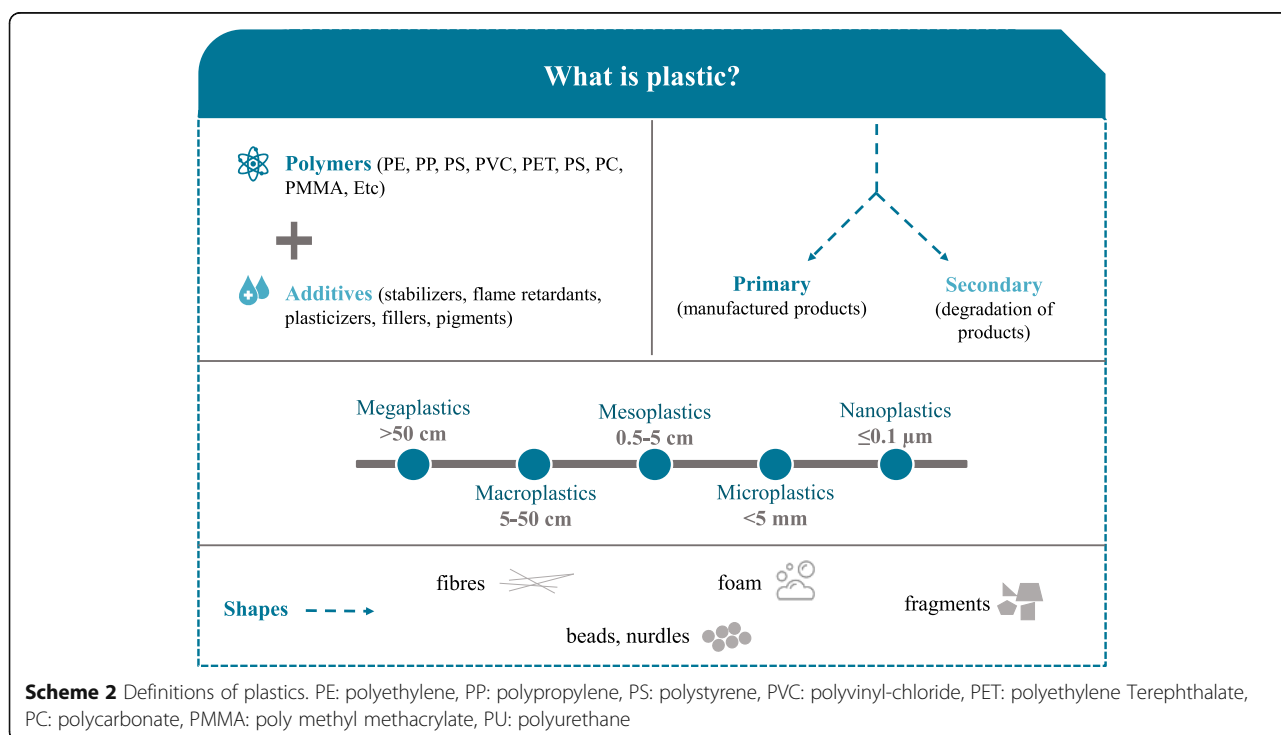 What is plastic?
Polymers (PE, PP, PS, PVC, PET, PS, PC,
PMMA, Etc)
Additives (stabilizers, flame retardants,
plasticizers, fillers, pigments)
Primary
(manufactured products)
Secondary
(degradation of
products)
Megaplastics
>50 cm
Macroplastics
5-50 cm
Mesoplastics
0.5-5 cm
Microplastics
<5 mm
Nanoplastics
≤0.1 µm
Shapes
fibres
beads, nurdles
foam
fragments
Scheme 2 Definitions of plastics. PE: polyethylene, PP: polypropylene, PS: polystyrene, PVC: polyvinyl-chloride, PET: polyethylene Terephthalate,
PC: polycarbonate, PMMA: poly methyl methacrylate, PU: polyurethane